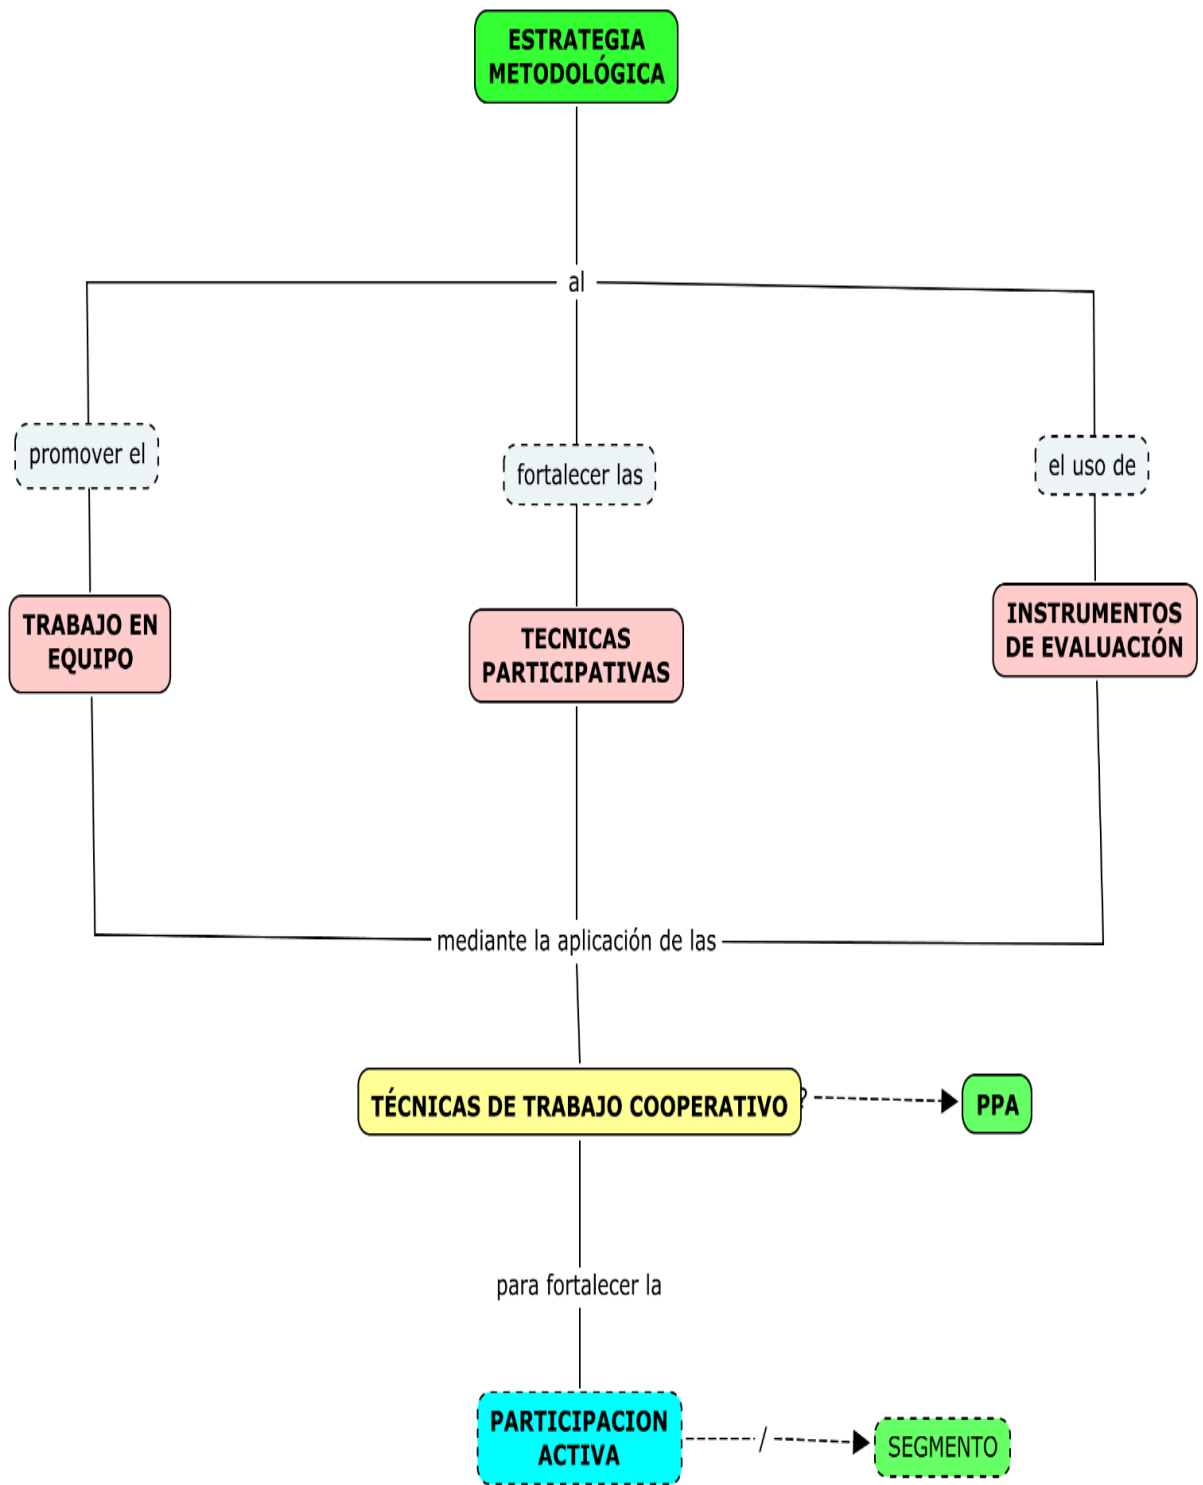 ESTRATEGIA
METODOLÓGICA
al
promover el
fortalecer las
el uso de
TRABAJO EN
EQUIPO
TECNICAS
PARTICIPATIVAS
INSTRUMENTOS
DE EVALUACIÓN
mediante la aplicación de las
TÉCNICAS DE TRABAJO COOPERATIVO
?
PPA
para fortalecer la
PARTICIPACION
ACTIVA
/
SEGMENTO